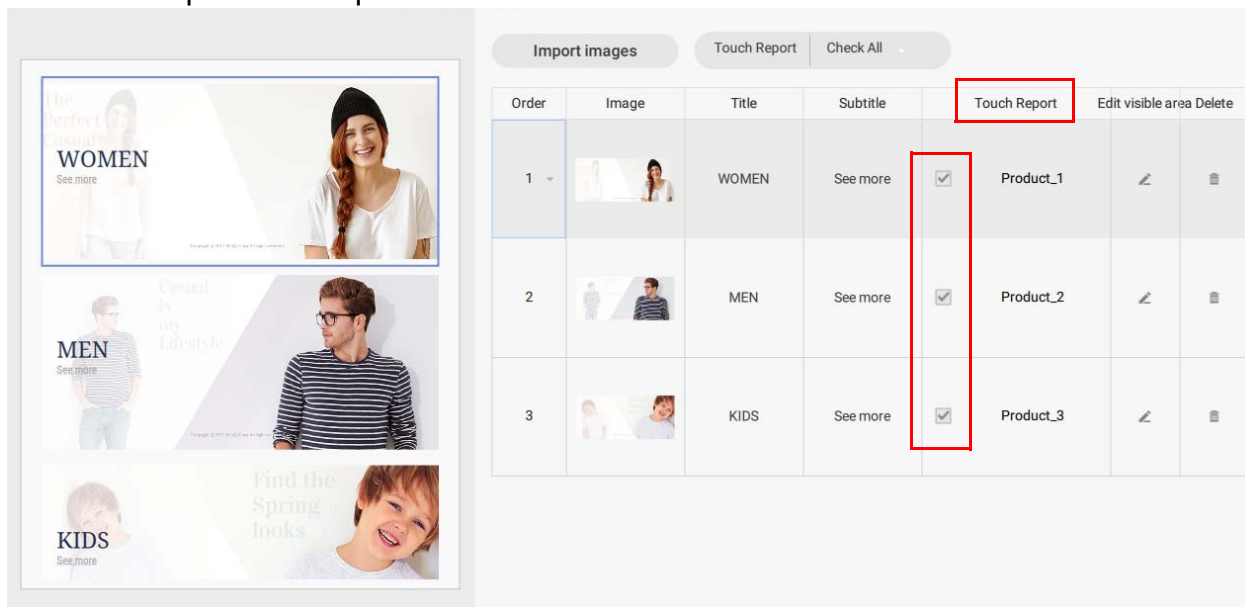 Import images
Touch Report Check All
Order Image Title Subtitle Touch Report Edit visible area Delete
1 WOMEN See more Product_1
2 MEN See more Product_2
3 KIDS See more Product_3
The
Perfect
Casual
WOMEN
See more
Casual
is
my
Lifestyle
MEN
See more
Find the
Spring
looks
KIDS
See more